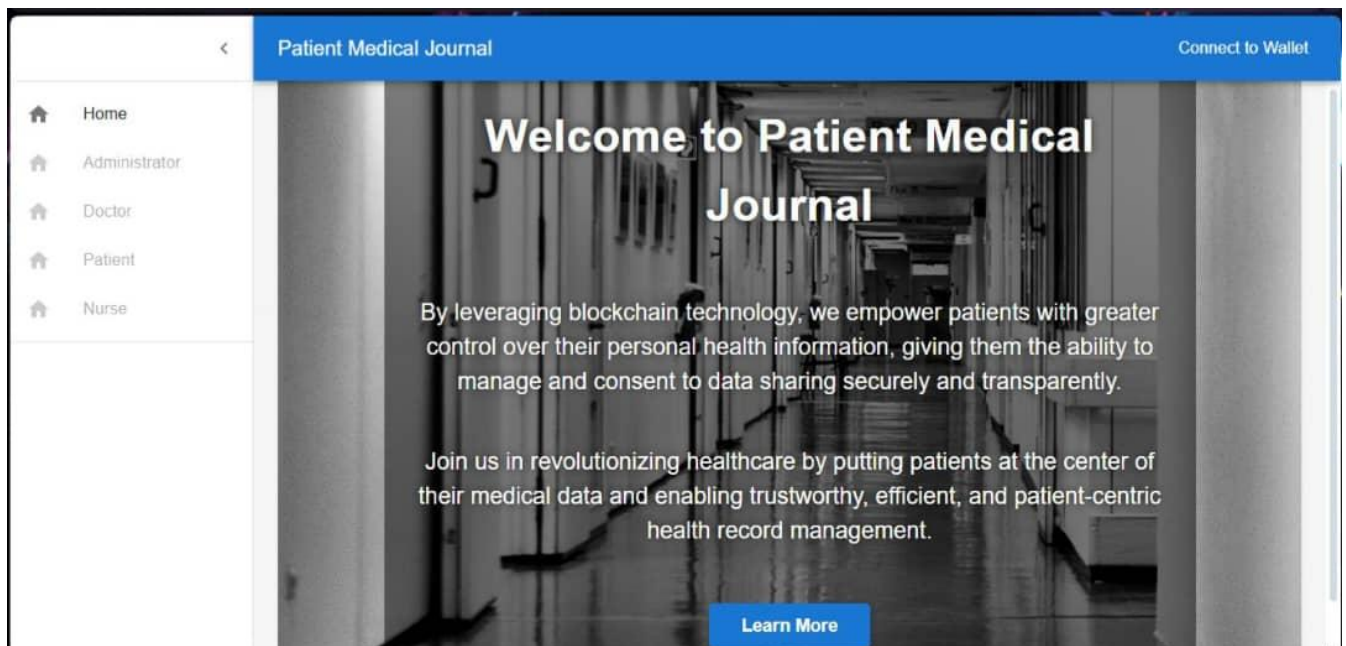 Patient Medical Journal
Connect to Wallet
Home
Administrator
Doctor
Patient
Nurse
Welcome to Patient Medical
Journal
By leveraging blockchain technology, we empower patients with greater
control over their personal health information, giving them the ability to
manage and consent to data sharing securely and transparently.
Join us in revolutionizing healthcare by putting patients at the center of
their medical data and enabling trustworthy, efficient, and patient-centric
health record management.
Learn More